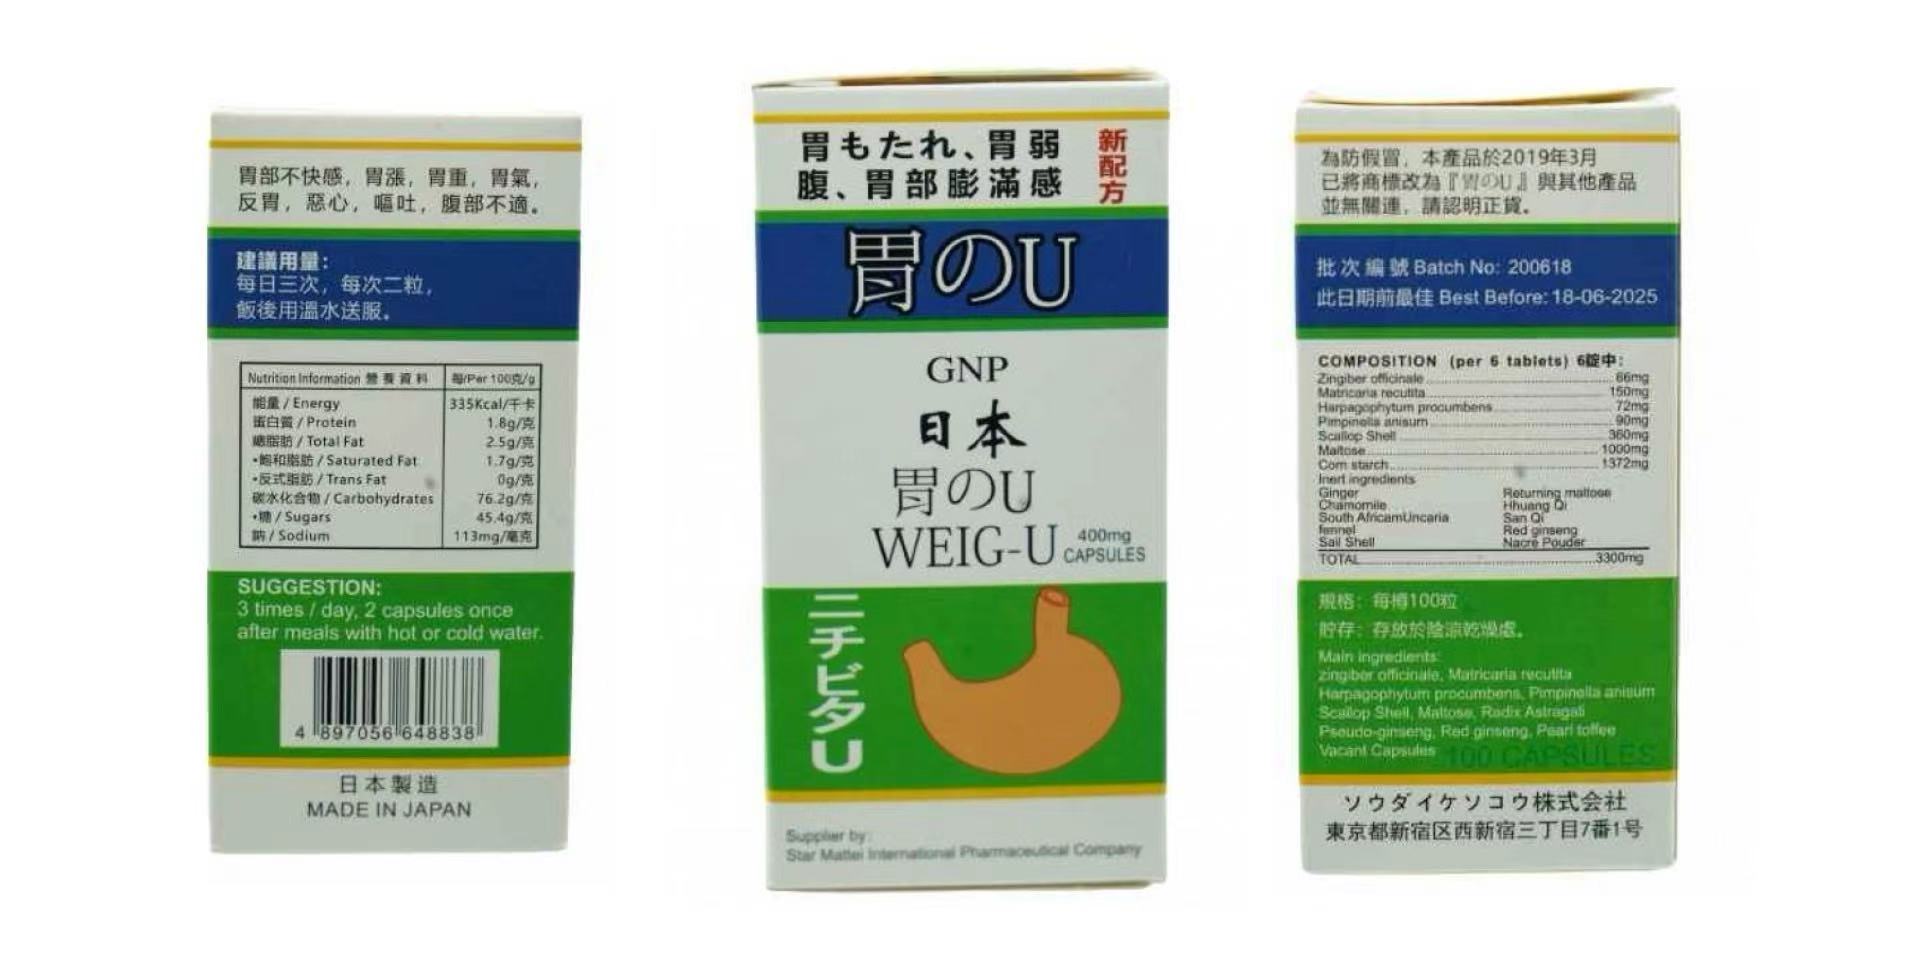 胃部不快感，胃漲，胃重，胃氣，
反胃，惡心，嘔吐，腹部不適。
建議用量：
每日三次，每次二粒，
飯後用溫水送服。
Nutrition Information 營養資料 每/Per 100克/g
能量 / Energy 335Kcal/千卡
蛋白質 / Protein 1.8g/克
總脂肪 / Total Fat 2.5g/克
•飽和脂肪 / Saturated Fat 1.7g/克
•反式脂肪 / Trans Fat 0g/克
碳水化合物 / Carbohydrates 76.2g/克
•糖 / Sugars 45.4g/克
鈉 / Sodium 113mg/毫克
SUGGESTION:
3 times / day, 2 capsules once
after meals with hot or cold water.
4 897056 648838
日本製造
MADE IN JAPAN
胃もたれ、胃弱
腹、胃部膨滿感
新配方
胃のU
GNP
日本
胃のU
WEIG-U 400mg
CAPSULES
ニチビタU
Supplier by:
Star Mattei International Pharmaceutical Company
為防假冒，本產品於2019年3月
已將商標改為『胃のU』與其他產品
並無關連，請認明正貨。
批次編號 Batch No: 200618
此日期前最佳 Best Before: 18-06-2025
COMPOSITION (per 6 tablets) 6錠中：
Zingiber officinale 66mg
Matricaria recutita 150mg
Harpagophytum procumbens 72mg
Pimpinella anisum 90mg
Scallop Shell 360mg
Maltose 1000mg
Corn starch 1372mg
Inert ingredients
Ginger Returning maltose
Chamomile Hhuang Qi
South AfricamUncaria San Qi
fennel Red ginseng
Sail Shell Nacre Pouder
TOTAL 3300mg
規格：每樽100粒
貯存：存放於陰涼乾燥處。
Main ingredients:
zingiber officinale, Matricaria recutita
Harpagophytum procumbens, Pimpinella anisum
Scallop Shell, Maltose, Radix Astragali
Pseudo-ginseng, Red ginseng, Pearl toffee
Vacant Capsules 100 CAPSULES
ソウダイケソコウ株式会社
東京都新宿区西新宿三丁目7番1号